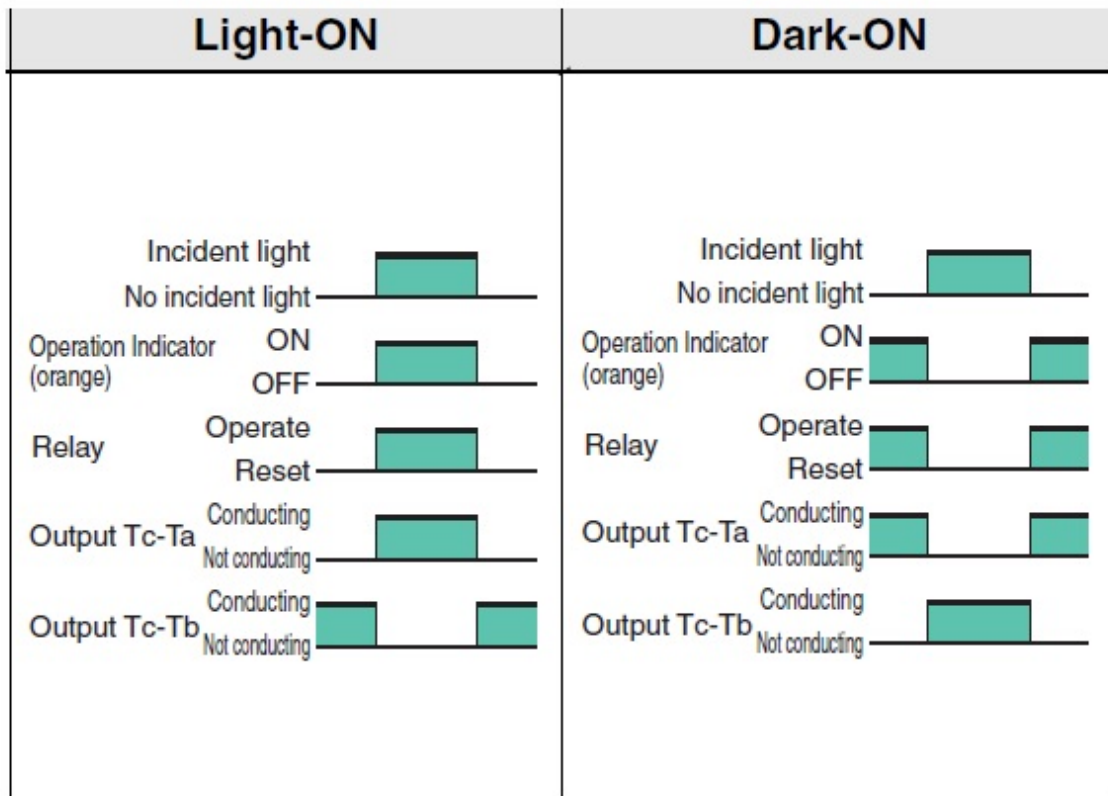 Light-ON
Incident light
No incident light
Operation Indicator
(orange)
ON
OFF
Relay
Operate
Reset
Output Tc-Ta
Conducting
Not conducting
Output Tc-Tb
Conducting
Not conducting
Dark-ON
Incident light
No incident light
Operation Indicator
(orange)
ON
OFF
Relay
Operate
Reset
Output Tc-Ta
Conducting
Not conducting
Output Tc-Tb
Conducting
Not conducting